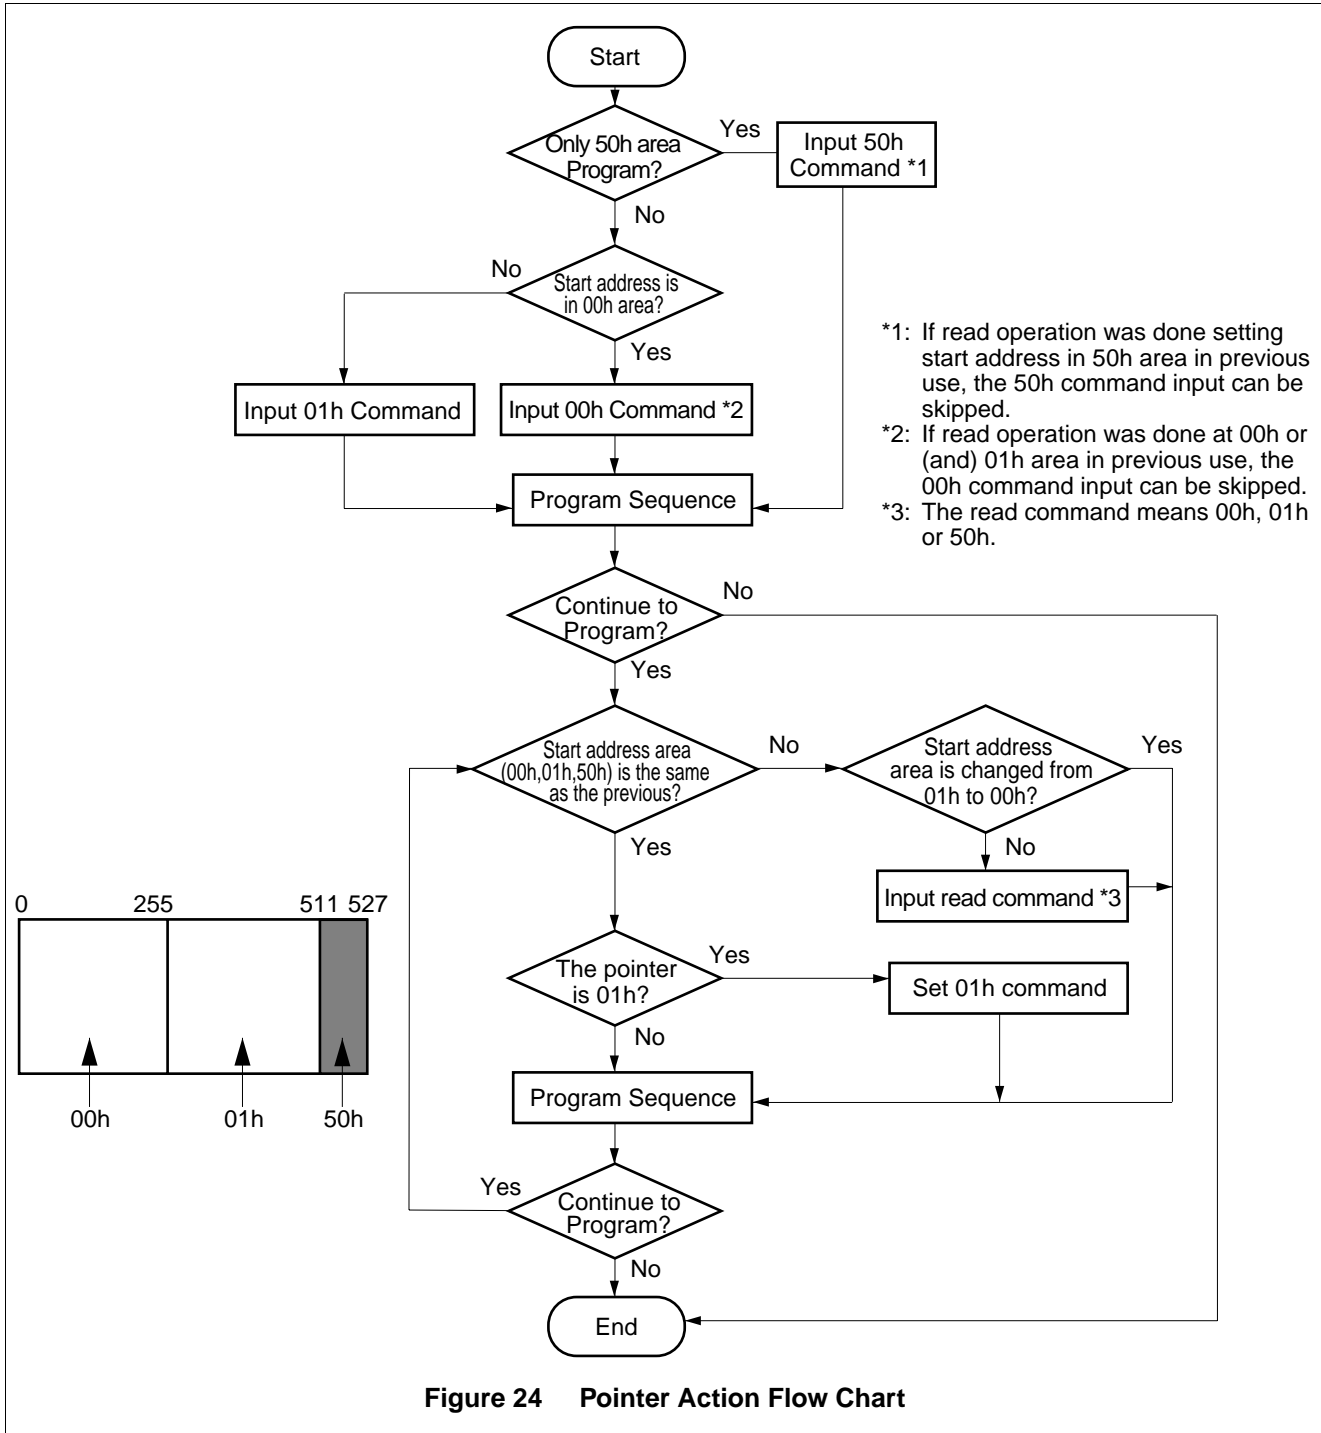 Start
Only 50h area
Program?
Yes
Input 50h
Command *1
No
No
Start address is
in 00h area?
Yes
Input 01h Command
Input 00h Command *2
*1: If read operation was done setting
start address in 50h area in previous
use, the 50h command input can be
skipped.
*2: If read operation was done at 00h or
(and) 01h area in previous use, the
00h command input can be skipped.
*3: The read command means 00h, 01h
or 50h.
Program Sequence
Continue to
Program?
No
Yes
Start address area
(00h,01h,50h) is the same
as the previous?
No
Start address
area is changed from
01h to 00h?
Yes
Yes
No
Input read command *3
0 255 511 527
00h 01h 50h
The pointer
is 01h?
Yes
Set 01h command
No
Program Sequence
Yes
Continue to
Program?
No
End
Figure 24 Pointer Action Flow Chart